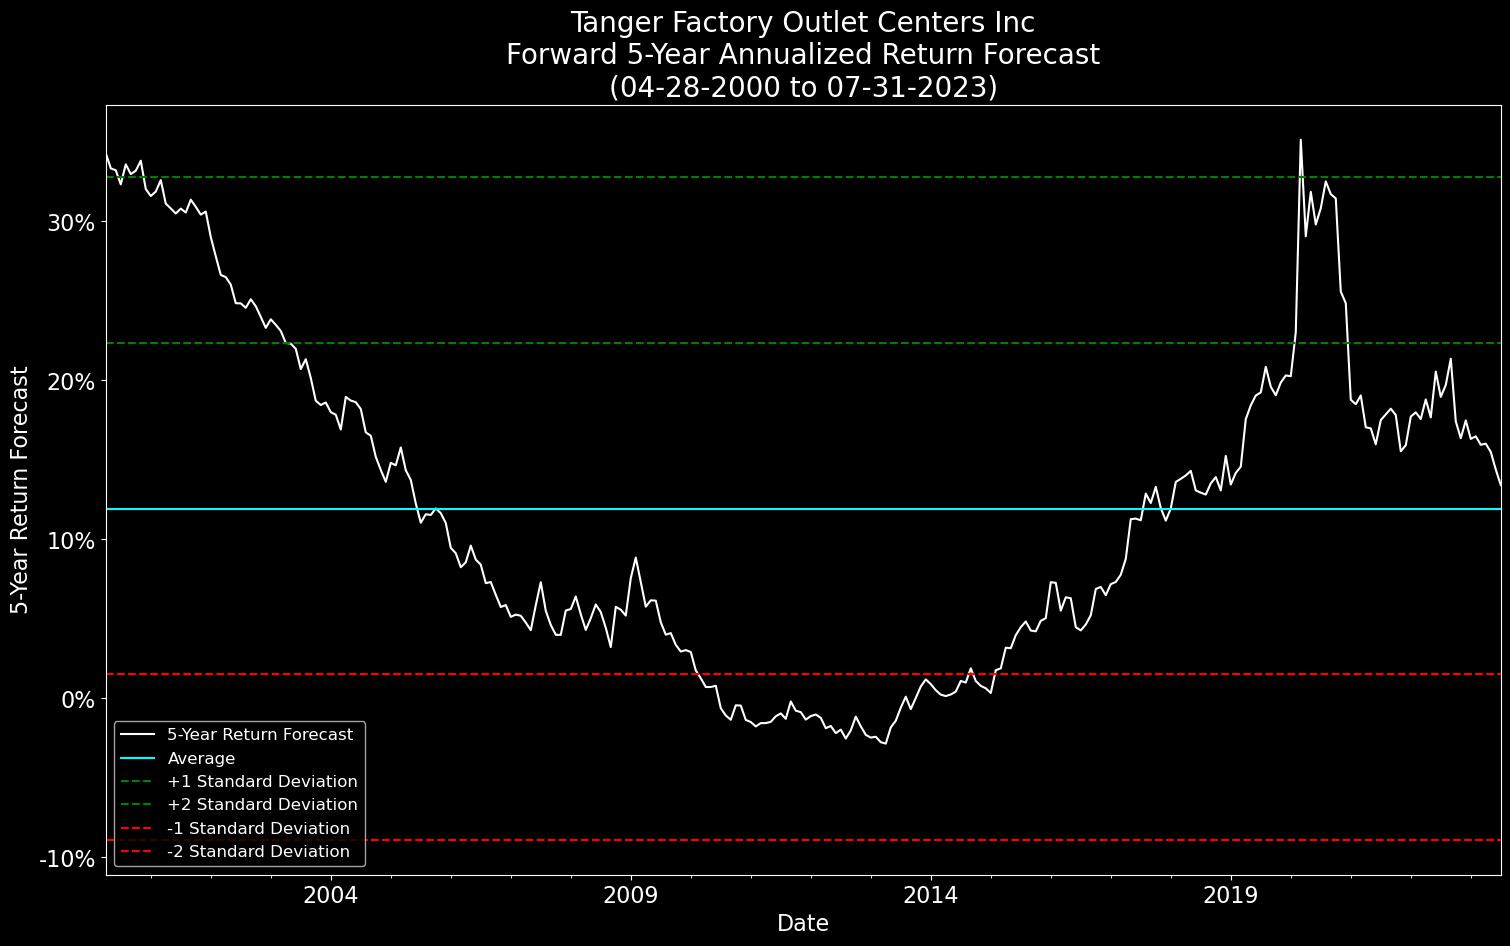 Tanger Factory Outlet Centers Inc
Forward 5-Year Annualized Return Forecast
(04-28-2000 to 07-31-2023)
5-Year Return Forecast
30%
20%
10%
0%
-10%
5-Year Return Forecast
Average
+1 Standard Deviation
+2 Standard Deviation
-1 Standard Deviation
-2 Standard Deviation
2004 2009 2014 2019
Date